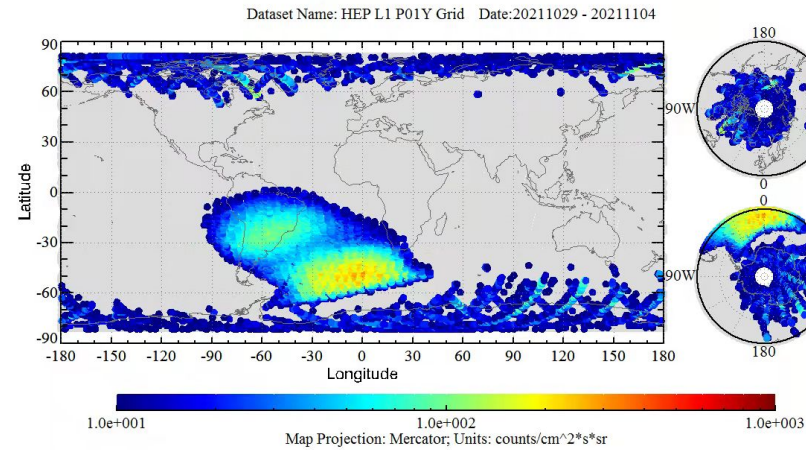 Dataset Name: HEP L1 P01Y Grid Date:20211029 - 20211104
90
60
30
0
-30
-60
-90
Latitude
-180 -150 -120 -90 -60 -30 0 30 60 90 120 150 180
Longitude
180
90W
0
0
90W
180
1.0e+001 1.0e+002 1.0e+003
Map Projection: Mercator; Units: counts/cm^2*s*sr